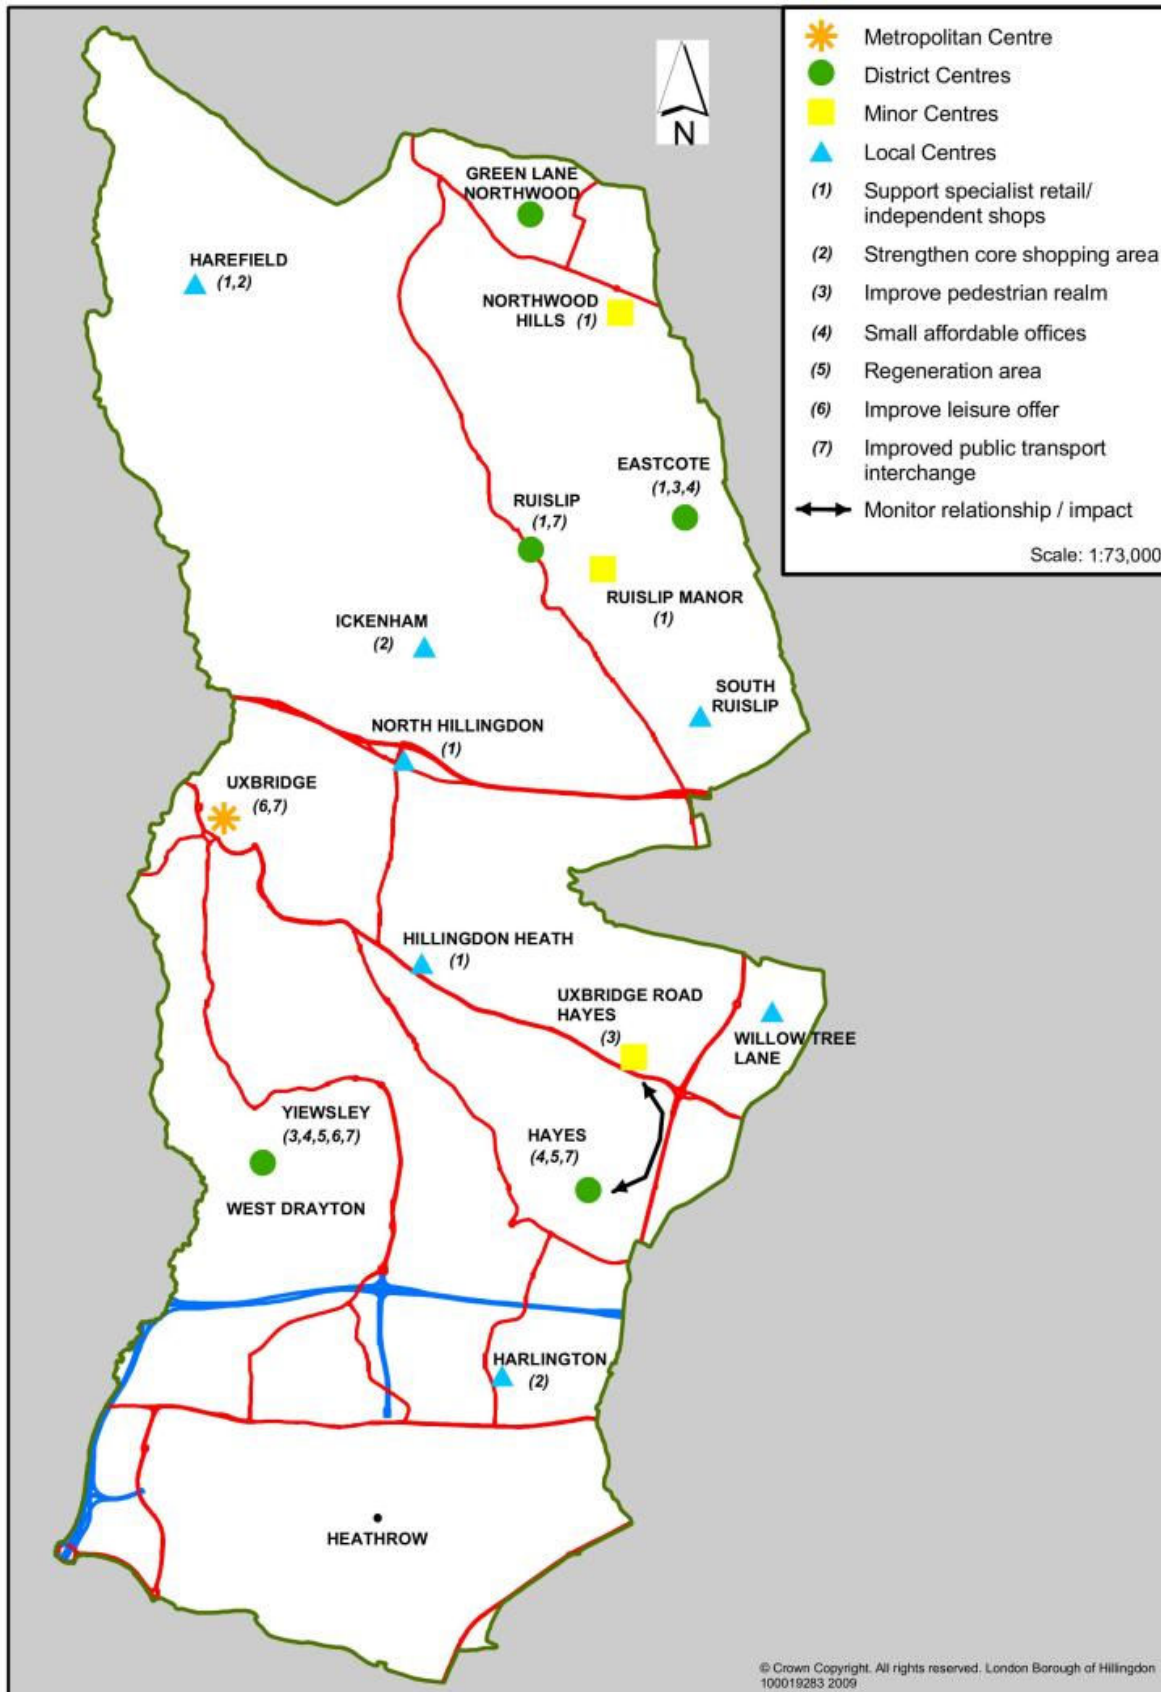 Metropolitan Centre
District Centres
Minor Centres
Local Centres
(1) Support specialist retail/
independent shops
(2) Strengthen core shopping area
(3) Improve pedestrian realm
(4) Small affordable offices
(5) Regeneration area
(6) Improve leisure offer
(7) Improved public transport
interchange
Monitor relationship / impact
Scale: 1:73,000
N
GREEN LANE
NORTHWOOD
HAREFIELD
(1,2)
NORTHWOOD
HILLS (1)
EASTCOTE
(1,3,4)
RUISLIP
(1,7)
RUISLIP MANOR
(1)
ICKENHAM
(2)
SOUTH
RUISLIP
NORTH HILLINGDON
(1)
UXBRIDGE
(6,7)
HILLINGDON HEATH
(1)
UXBRIDGE ROAD
HAYES
(3)
WILLOW TREE
LANE
YIEWSLEY
(3,4,5,6,7)
HAYES
(4,5,7)
WEST DRAYTON
HARLINGTON
(2)
HEATHROW
© Crown Copyright. All rights reserved. London Borough of Hillingdon
100019283 2009